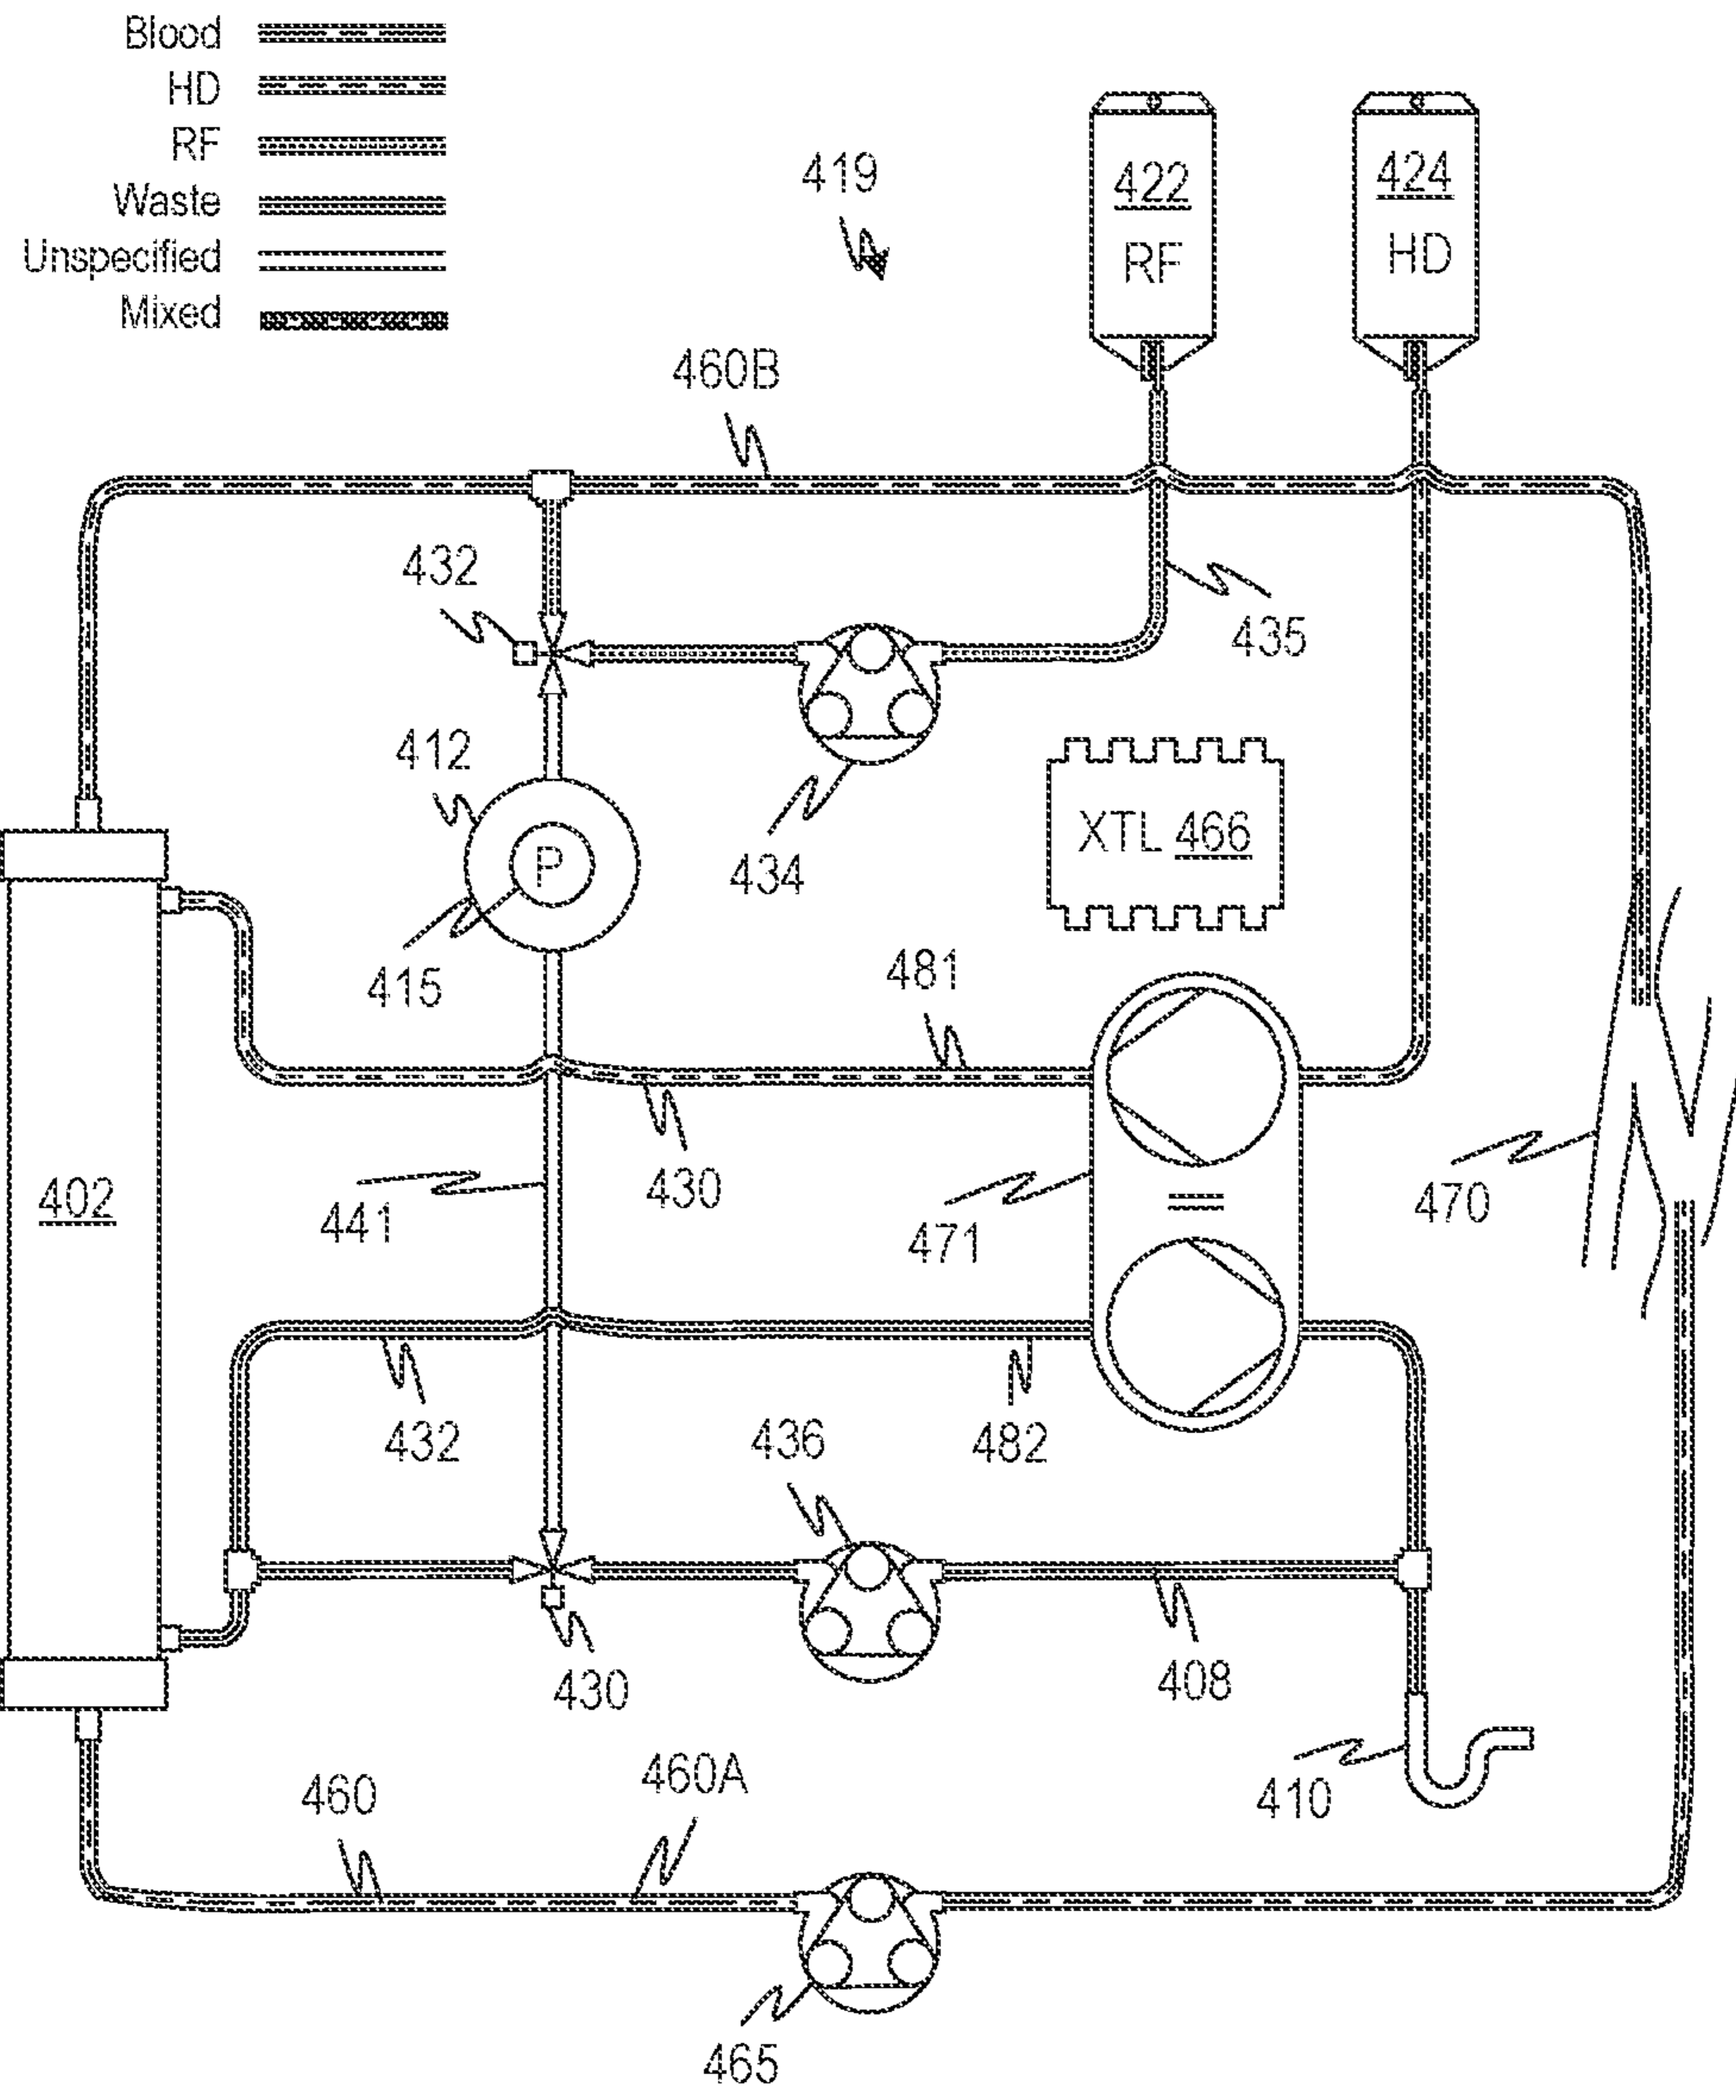 Blood
HD
RF
Waste
Unspecified
Mixed
419
422
RF
424
HD
460B
432
435
412
434
XTL 466
415
481
402
441
430
471
470
432
436
482
430
408
460
460A
410
465
P